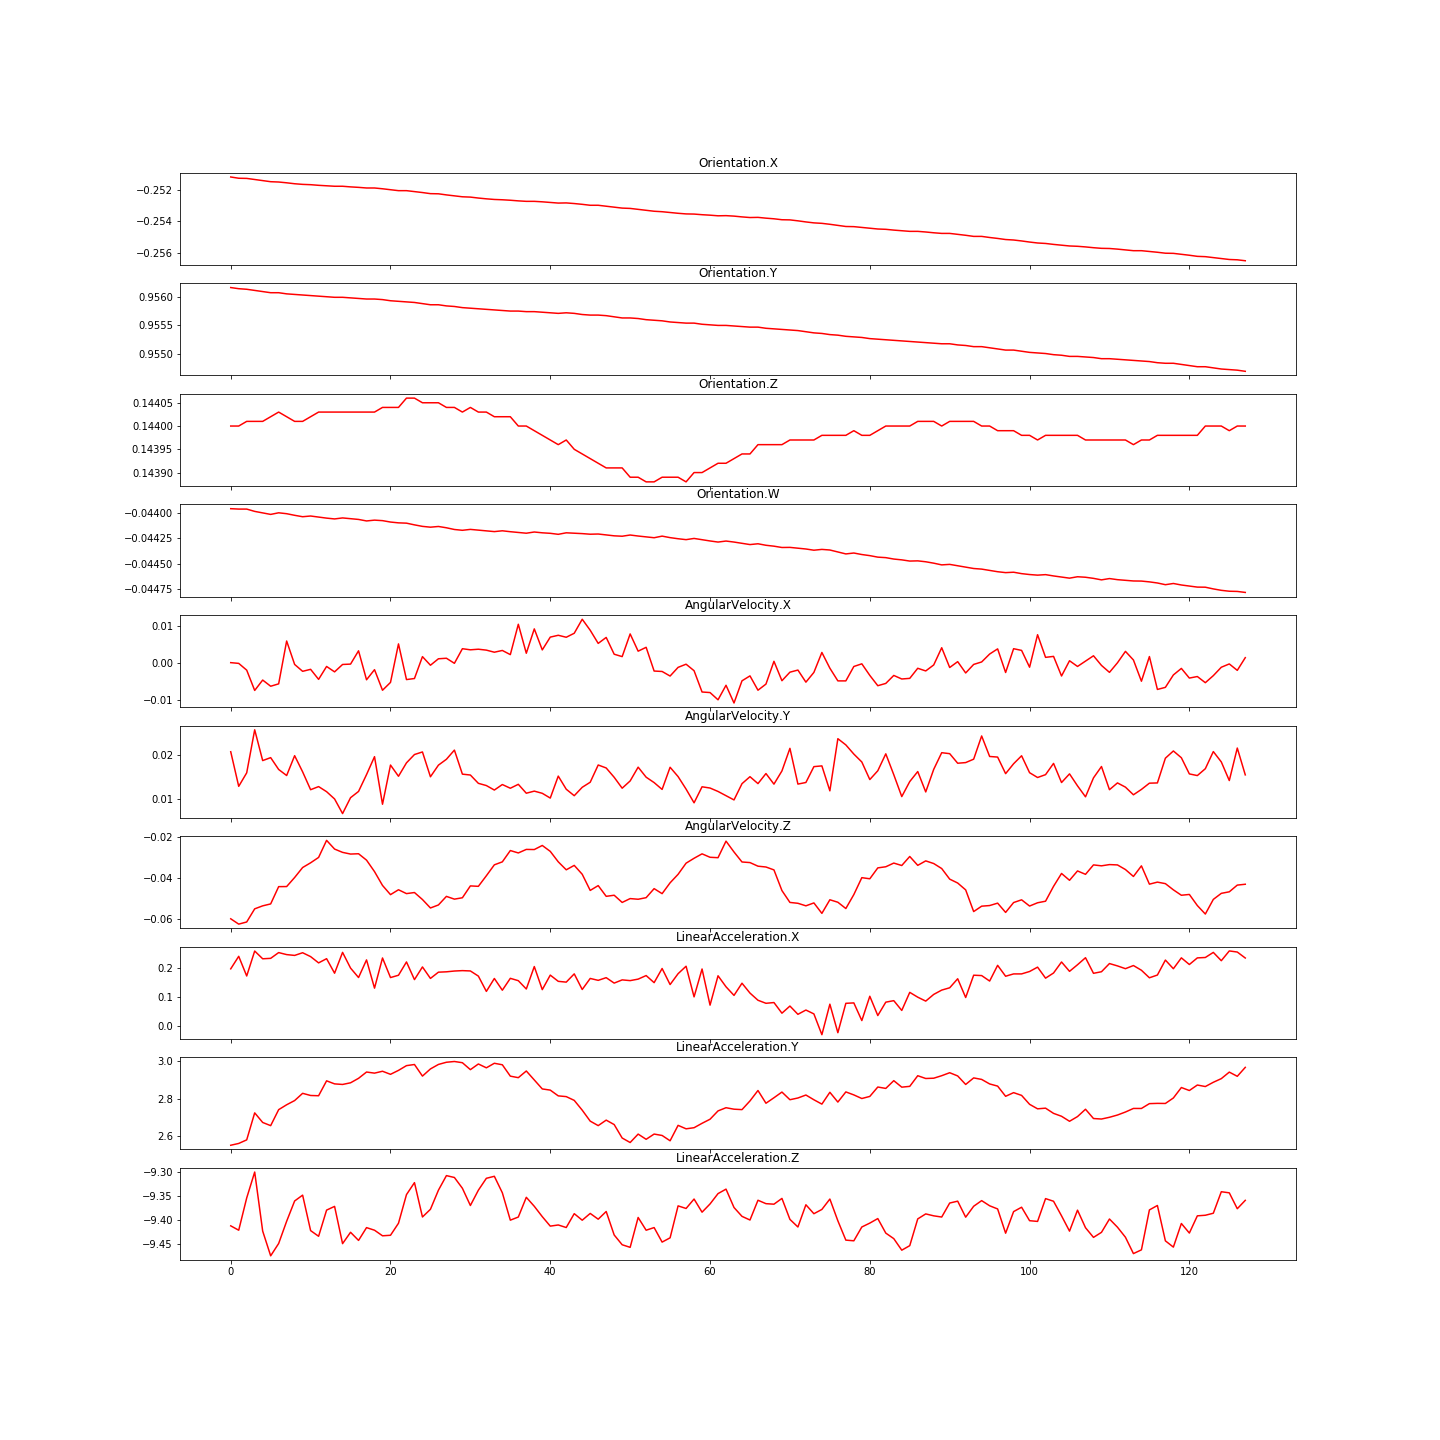 Orientation.X
−0.252
−0.254
−0.256
Orientation.Y
0.9560
0.9555
0.9550
Orientation.Z
0.14405
0.14400
0.14395
0.14390
Orientation.W
−0.04400
−0.04425
−0.04450
−0.04475
AngularVelocity.X
0.01
0.00
−0.01
AngularVelocity.Y
0.02
0.01
AngularVelocity.Z
−0.02
−0.04
−0.06
LinearAcceleration.X
0.2
0.1
0.0
LinearAcceleration.Y
3.0
2.8
2.6
LinearAcceleration.Z
−9.30
−9.35
−9.40
−9.45
0 20 40 60 80 100 120